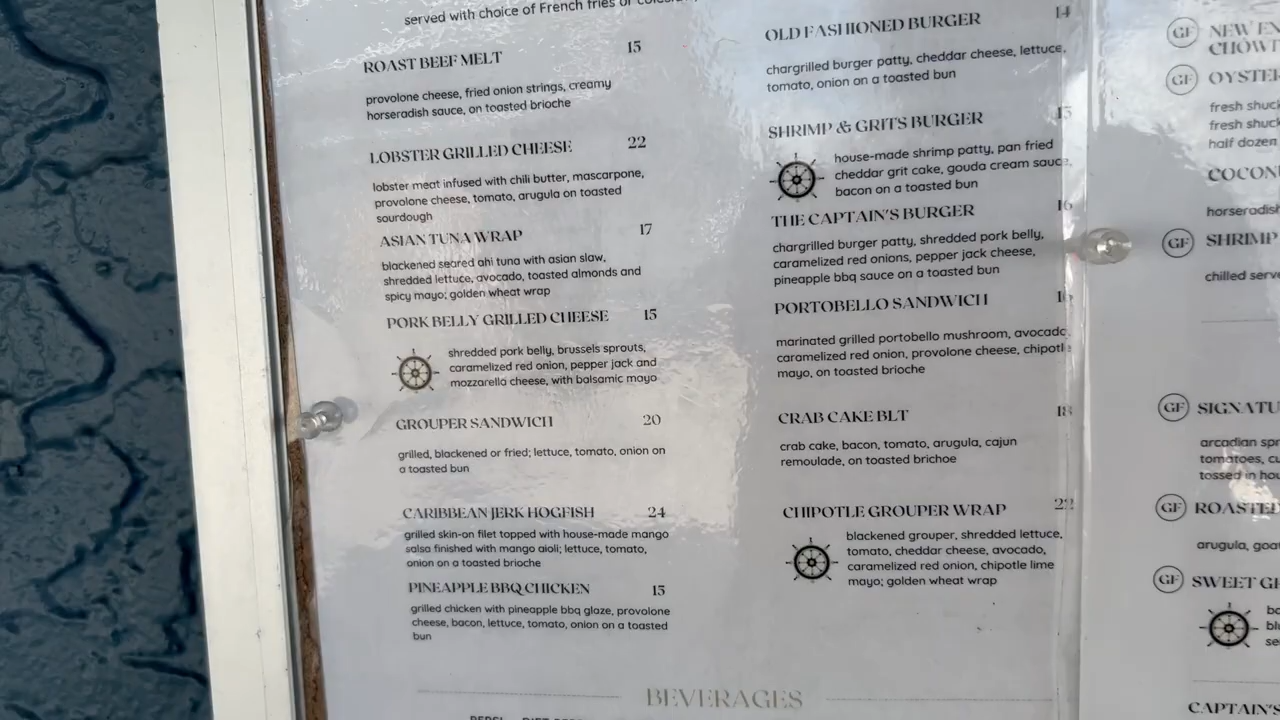 served with choice of French fries or
ROAST BEEF MELT 15
provolone cheese, fried onion strings, creamy
horseradish sauce, on toasted brioche
LOBSTER GRILLED CHEESE 22
lobster meat infused with chili butter, mascarpone,
provolone cheese, tomato, arugula on toasted
sourdough
ASIAN TUNA WRAP 17
blackened seared ahi tuna with asian slaw,
shredded lettuce, avocado, toasted almonds and
spicy mayo; golden wheat wrap
PORK BELLY GRILLED CHEESE 15
shredded pork belly, brussels sprouts,
caramelized red onion, pepper jack and
mozzarella cheese, with balsamic mayo
GROUPER SANDWICH 20
grilled, blackened or fried; lettuce, tomato, onion on
a toasted bun
CARIBBEAN JERK HOGFISH 24
grilled skin-on filet topped with house-made mango
salsa finished with mango aioli; lettuce, tomato,
onion on a toasted brioche
PINEAPPLE BBQ CHICKEN 15
grilled chicken with pineapple bbq glaze, provolone
cheese, bacon, lettuce, tomato, onion on a toasted
bun
OLD FASHIONED BURGER 14
chargrilled burger patty, cheddar cheese, lettuce,
tomato, onion on a toasted bun
SHRIMP & GRITS BURGER 15
house-made shrimp patty, pan fried
cheddar grit cake, gouda cream sauce,
bacon on a toasted bun
THE CAPTAIN'S BURGER 16
chargrilled burger patty, shredded pork belly,
caramelized red onions, pepper jack cheese,
pineapple bbq sauce on a toasted bun
PORTOBELLO SANDWICH 16
marinated grilled portobello mushroom, avocado,
caramelized red onion, provolone cheese, chipotle
mayo, on toasted brioche
CRAB CAKE BLT 18
crab cake, bacon, tomato, arugula, cajun
remoulade, on toasted brichoe
CHIPOTLE GROUPER WRAP 22
blackened grouper, shredded lettuce,
tomato, cheddar cheese, avocado,
caramelized red onion, chipotle lime
mayo; golden wheat wrap
BEVERAGES
GF NEW
GF
fresh
fresh
half dozen
GF SHRIMP
chilled
GF
arcadian
tomatoes,
tossed in
GF ROASTED
arugula,
GF SWEET
CAPTAIN'S